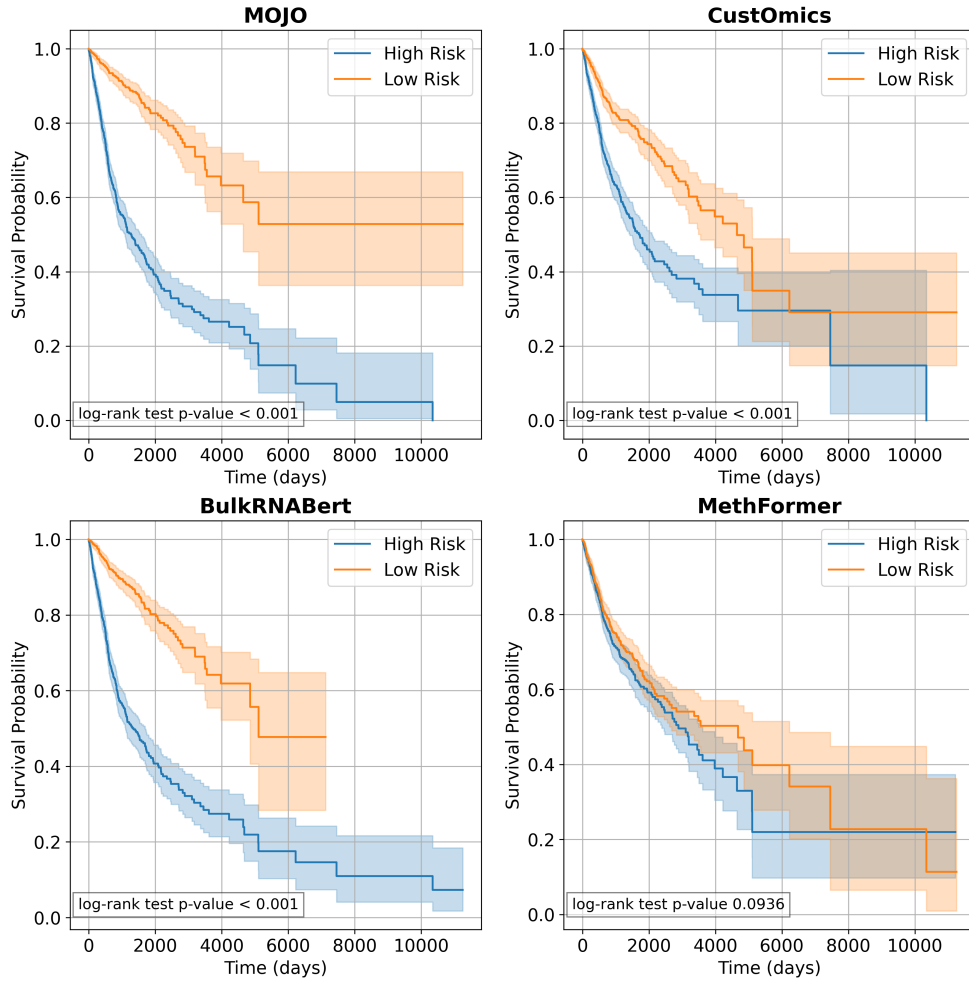 MOJO
High Risk
Low Risk
1.0
0.8
0.6
0.4
0.2
0.0
Survival Probability
log-rank test p-value < 0.001
0 2000 4000 6000 8000 10000
Time (days)
CustOmics
High Risk
Low Risk
1.0
0.8
0.6
0.4
0.2
0.0
Survival Probability
log-rank test p-value < 0.001
0 2000 4000 6000 8000 10000
Time (days)
BulkRNABert
High Risk
Low Risk
1.0
0.8
0.6
0.4
0.2
0.0
Survival Probability
log-rank test p-value < 0.001
0 2000 4000 6000 8000 10000
Time (days)
MethFormer
High Risk
Low Risk
1.0
0.8
0.6
0.4
0.2
0.0
Survival Probability
log-rank test p-value 0.0936
0 2000 4000 6000 8000 10000
Time (days)